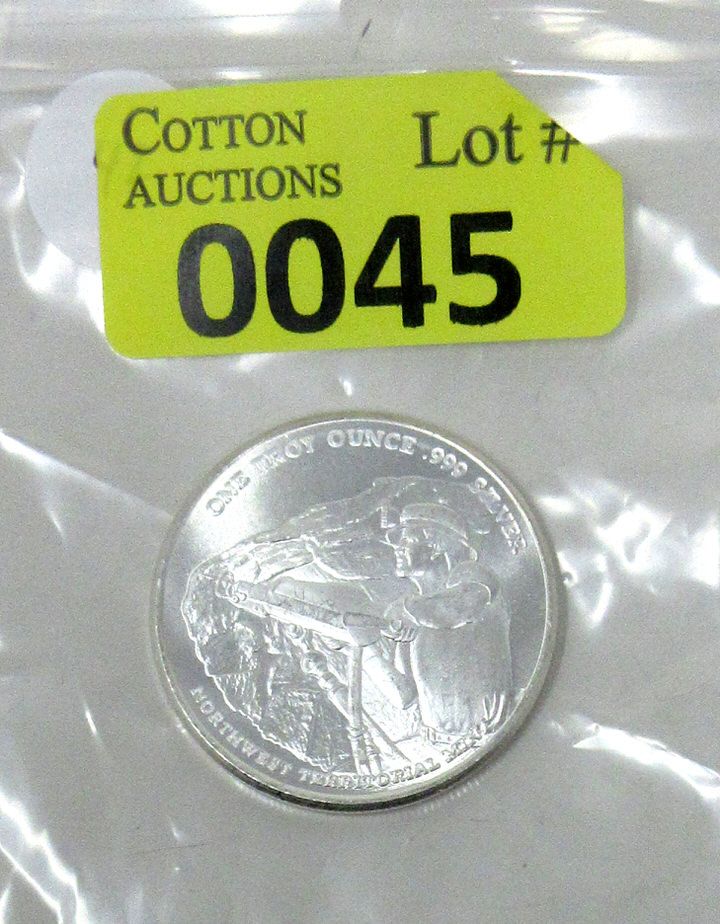 COTTON
AUCTIONS
Lot #
0045
ONE TROY OUNCE .999 SILVER
NORTHWEST TERRITORIAL MINT